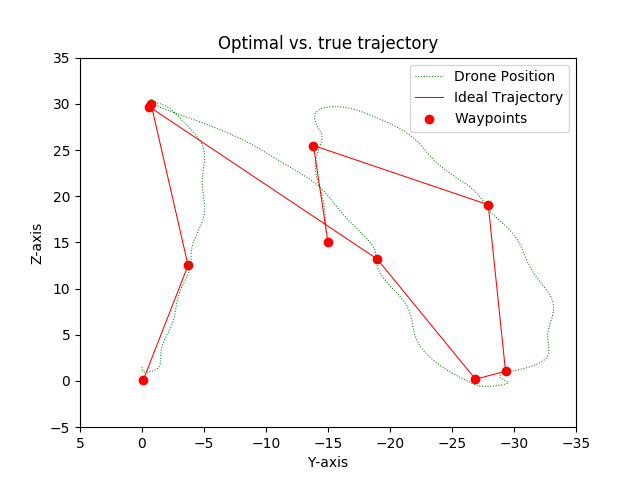 Optimal vs. true trajectory
Drone Position
Ideal Trajectory
Waypoints
35
30
25
20
15
10
5
0
−5
Z-axis
5 0 −5 −10 −15 −20 −25 −30 −35
Y-axis